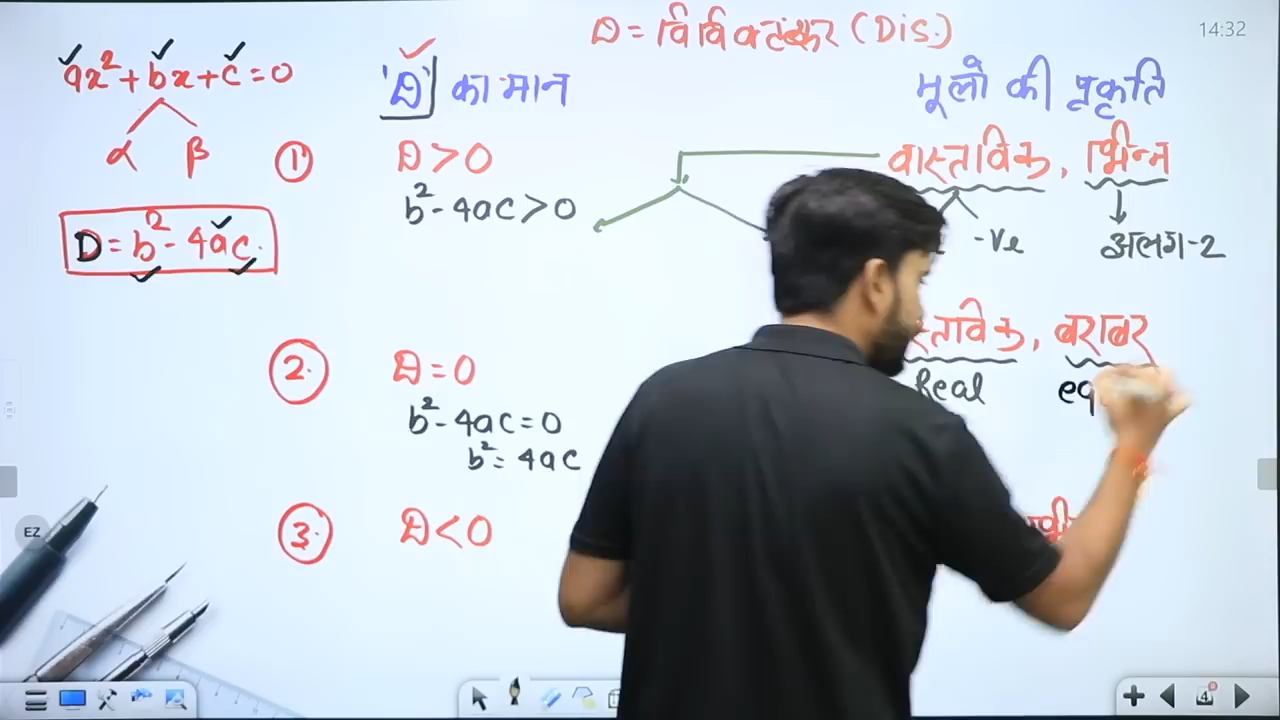 D = विविक्तकर (Dis.)
14:32
ax²+bx+c=0
'D' का मान
मूलो की प्रकृति
α β
① D>0
वास्तविक, भिन्न
b²-4ac>0
-ve
अलग-2
D=b²-4ac.
② D=0
बराबर
b²-4ac=0
Real
b²=4ac
③ D<0
EZ
4